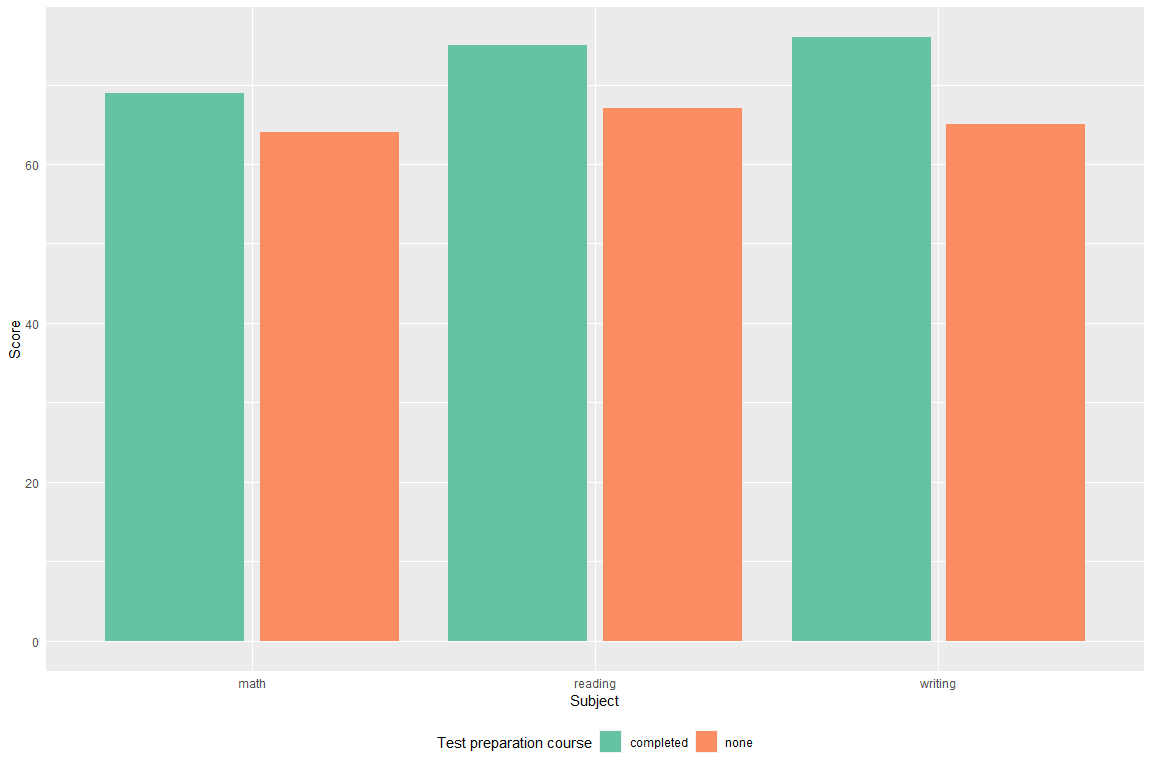 Score
60
40
20
0
math reading writing
Subject
Test preparation course completed none